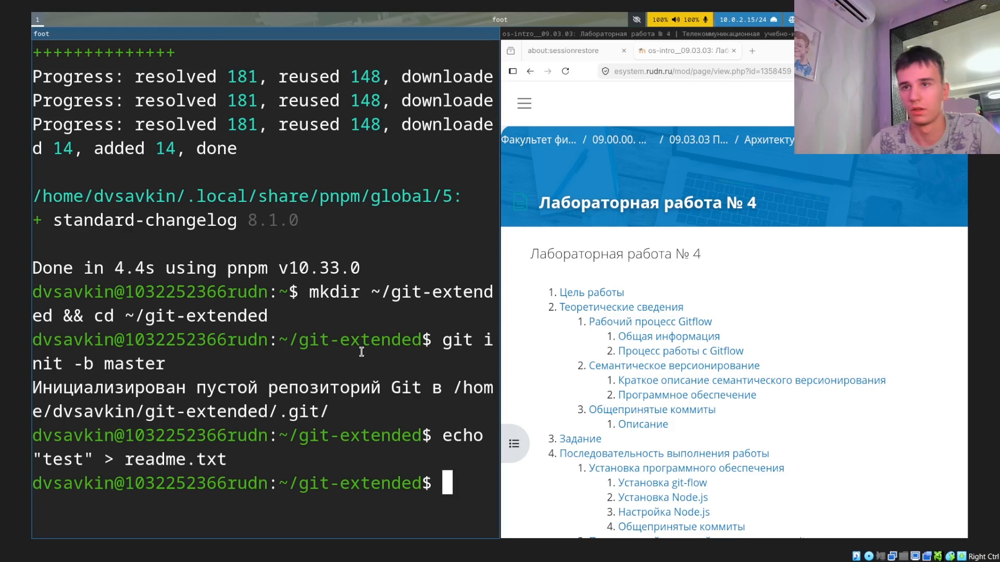 1
foot
100% 100%
10.0.2.15/24
foot
++++++++++++++
Progress: resolved 181, reused 148, downloade
Progress: resolved 181, reused 148, downloade
Progress: resolved 181, reused 148, downloade
d 14, added 14, done
/home/dvsavkin/.local/share/pnpm/global/5:
+ standard-changelog 8.1.0
Done in 4.4s using pnpm v10.33.0
dvsavkin@1032252366rudn:~$ mkdir ~/git-extend
ed && cd ~/git-extended
dvsavkin@1032252366rudn:~/git-extended$ git i
nit -b master
Инициализирован пустой репозиторий Git в /hom
e/dvsavkin/git-extended/.git/
dvsavkin@1032252366rudn:~/git-extended$ echo
"test" > readme.txt
dvsavkin@1032252366rudn:~/git-extended$
os-intro__09.03.03: Лабораторная работа № 4 | Телекоммуникационная учебно-и
about:sessionrestore
os-intro__09.03.03: Лаб
esystem.rudn.ru/mod/page/view.php?id=1358459
Факультет фи... / 09.00.00. ... / 09.03.03 П... / Архитекту
Лабораторная работа № 4
Лабораторная работа № 4
1. Цель работы
2. Теоретические сведения
1. Рабочий процесс Gitflow
1. Общая информация
2. Процесс работы с Gitflow
2. Семантическое версионирование
1. Краткое описание семантического версионирования
2. Программное обеспечение
3. Общепринятые коммиты
1. Описание
3. Задание
4. Последовательность выполнения работы
1. Установка программного обеспечения
1. Установка git-flow
2. Установка Node.js
3. Настройка Node.js
4. Общепринятые коммиты
Right Ctrl